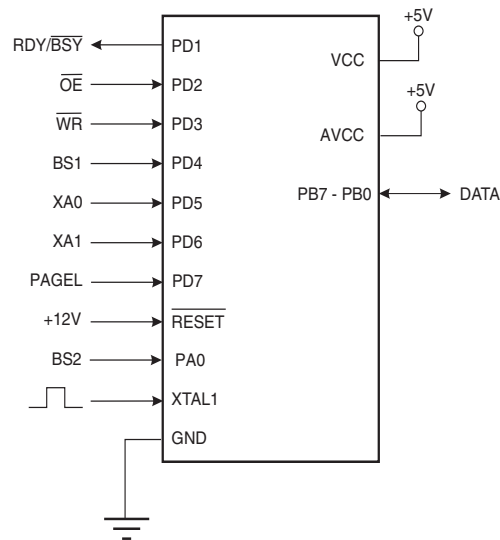 +5V
RDY/BSY PD1
VCC
OE PD2
+5V
WR PD3
AVCC
BS1 PD4
XA0 PD5 PB7 - PB0 DATA
XA1 PD6
PAGEL PD7
+12V RESET
BS2 PA0
XTAL1
GND